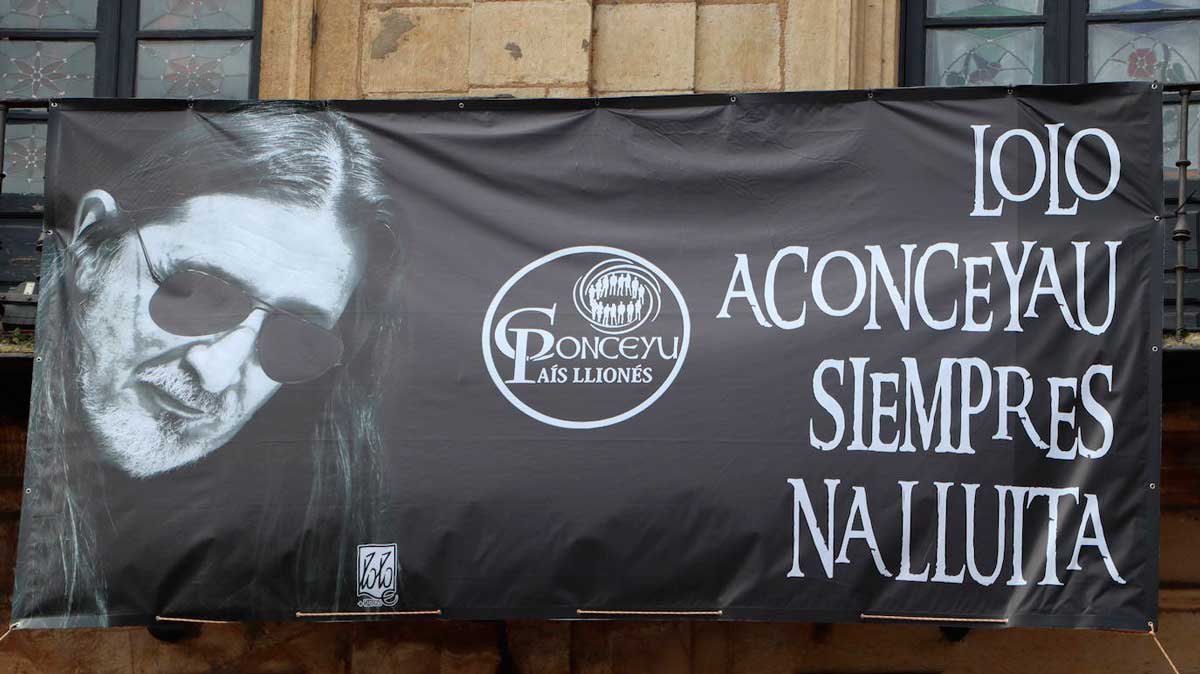 LOLO
ACONCEYAU
SIEMPRES
NA LLUITA
CONCEYU
PAÍS LLIONÉS
lolo